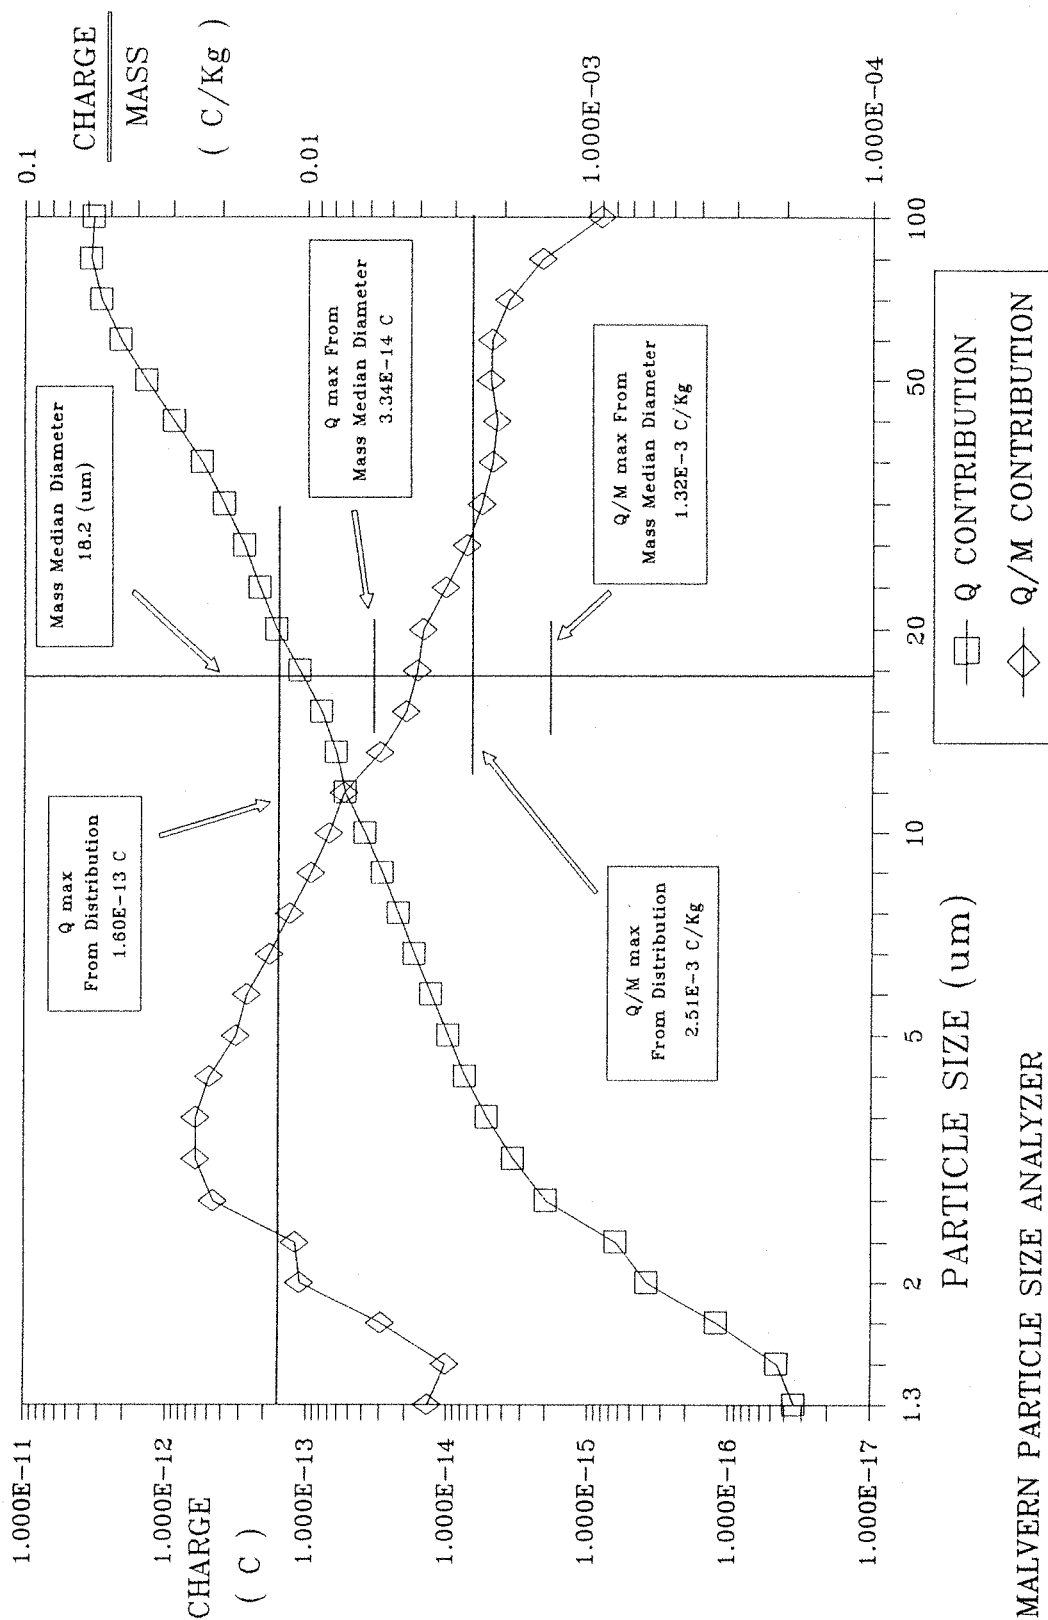 CHARGE
( C )
1.000E-11
1.000E-12
1.000E-13
1.000E-14
1.000E-15
1.000E-16
1.000E-17
CHARGE
MASS
( C/Kg )
0.1
0.01
1.000E-03
1.000E-04
Mass Median Diameter
18.2 (um)
Q max
From Distribution
1.60E-13 C
Q max From
Mass Median Diameter
3.34E-14 C
Q/M max
From Distribution
2.51E-3 C/Kg
Q/M max From
Mass Median Diameter
1.32E-3 C/Kg
1.3
2
5
10
20
50
100
PARTICLE SIZE (um)
Q CONTRIBUTION
Q/M CONTRIBUTION
MALVERN PARTICLE SIZE ANALYZER